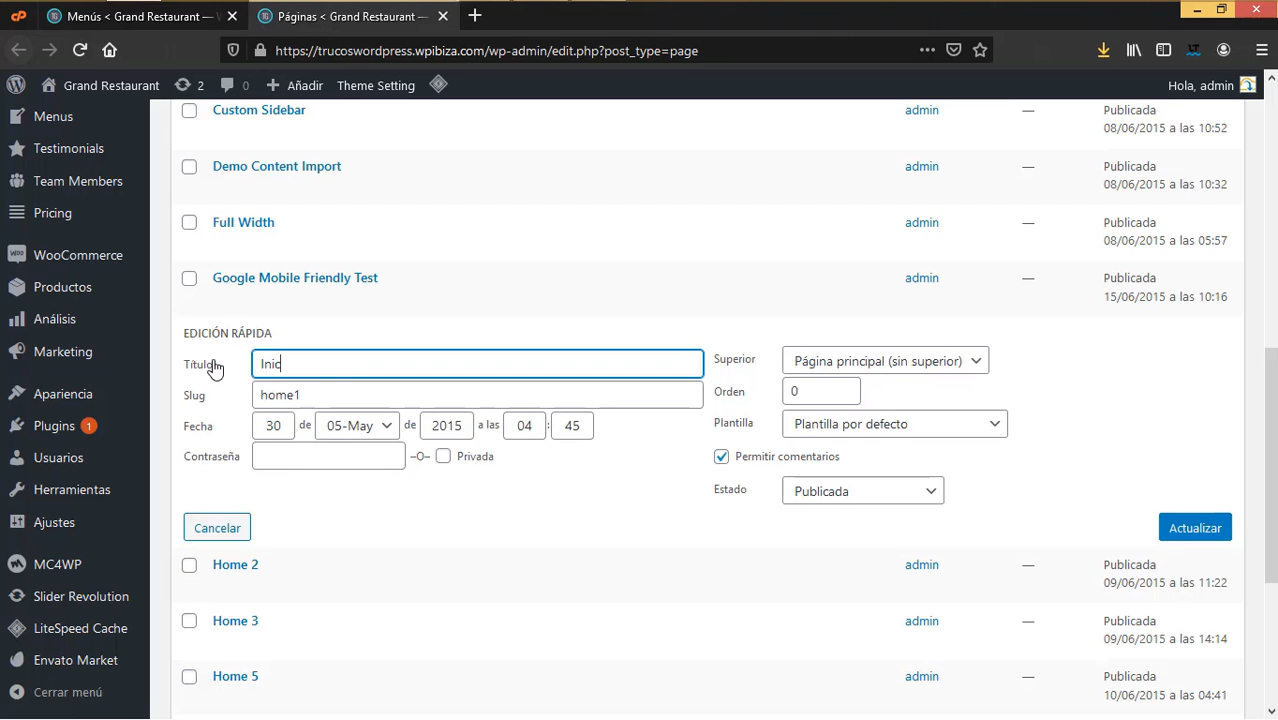 Menús < Grand Restaurant — W
Páginas < Grand Restaurant —
https://trucoswordpress.wpibiza.com/wp-admin/edit.php?post_type=page
Grand Restaurant
2
0
Añadir
Theme Setting
Hola, admin
Menus
Testimonials
Team Members
Pricing
WooCommerce
Productos
Análisis
Marketing
Apariencia
Plugins 1
Usuarios
Herramientas
Ajustes
MC4WP
Slider Revolution
LiteSpeed Cache
Envato Market
Cerrar menú
Custom Sidebar admin — Publicada
08/06/2015 a las 10:52
Demo Content Import admin — Publicada
08/06/2015 a las 10:32
Full Width admin — Publicada
08/06/2015 a las 05:57
Google Mobile Friendly Test admin — Publicada
15/06/2015 a las 10:16
EDICIÓN RÁPIDA
Título Inic
Slug home1
Fecha 30 de 05-May de 2015 a las 04 : 45
Contraseña –O– Privada
Superior Página principal (sin superior)
Orden 0
Plantilla Plantilla por defecto
Permitir comentarios
Estado Publicada
Cancelar Actualizar
Home 2 admin — Publicada
09/06/2015 a las 11:22
Home 3 admin — Publicada
09/06/2015 a las 14:14
Home 5 admin — Publicada
10/06/2015 a las 04:41